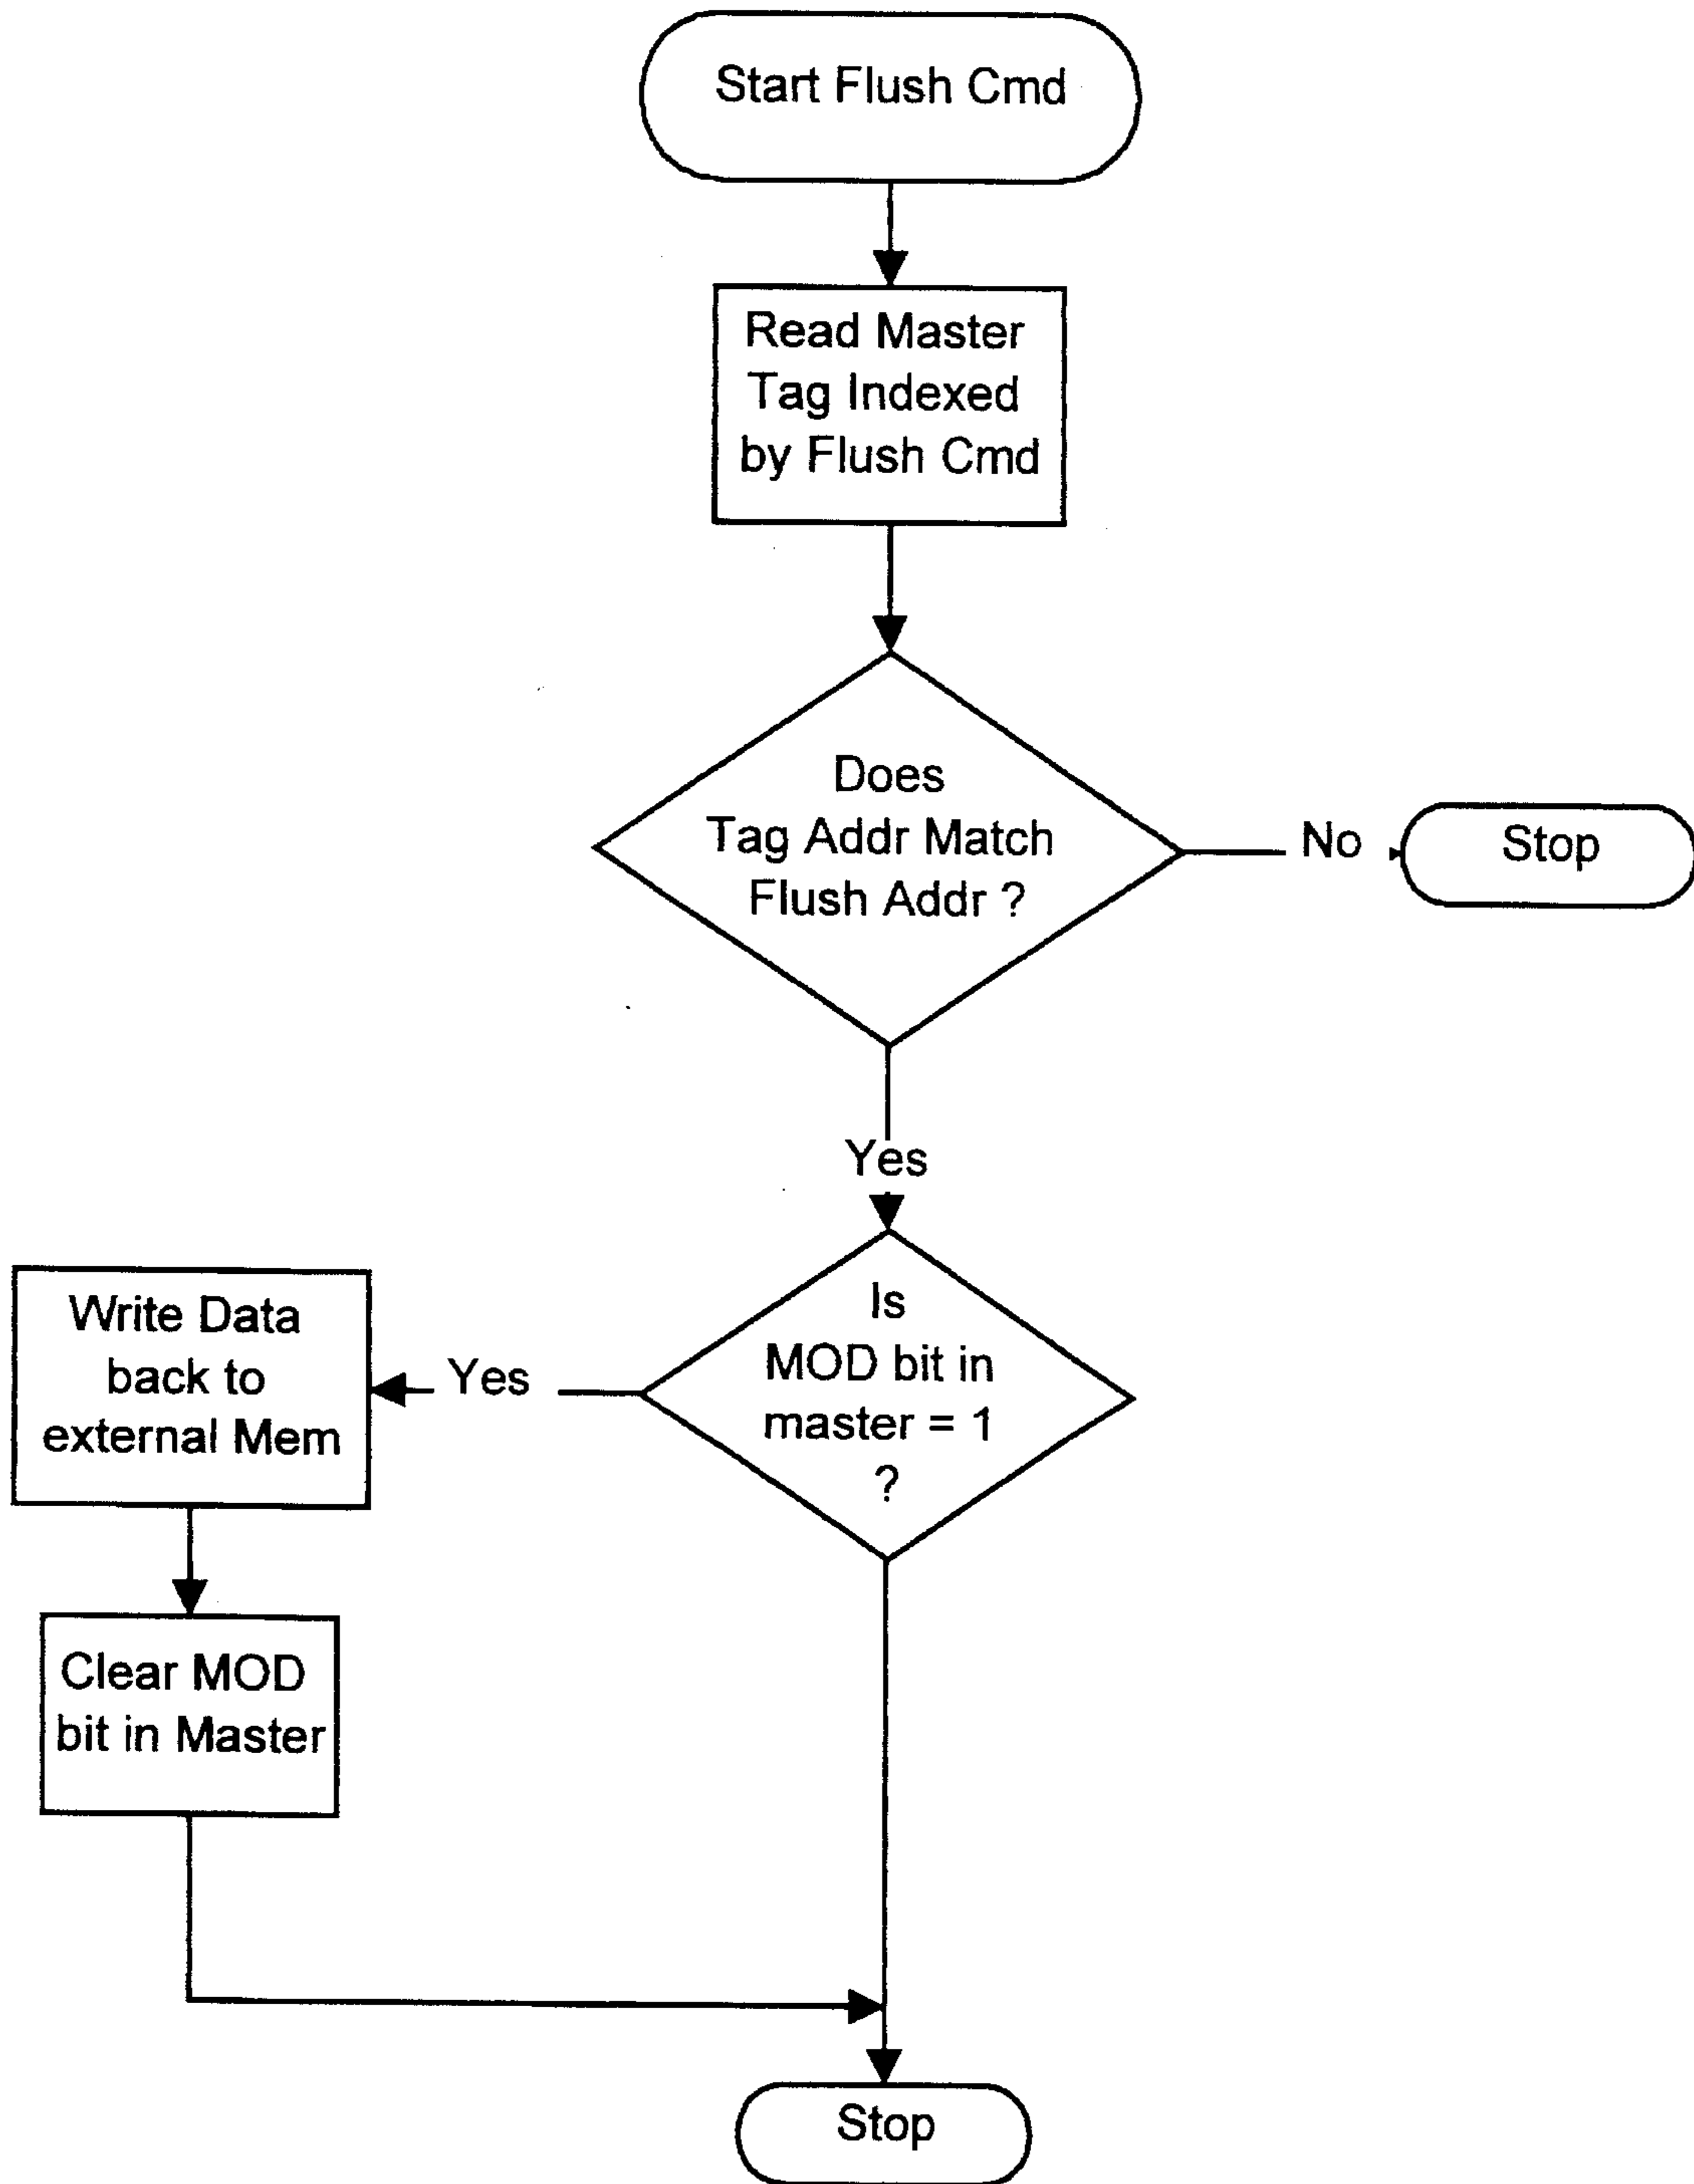 Start Flush Cmd
Read Master
Tag Indexed
by Flush Cmd
Does
Tag Addr Match
Flush Addr ?
No
Stop
Yes
Is
MOD bit in
master = 1
?
Yes
Write Data
back to
external Mem
Clear MOD
bit in Master
Stop